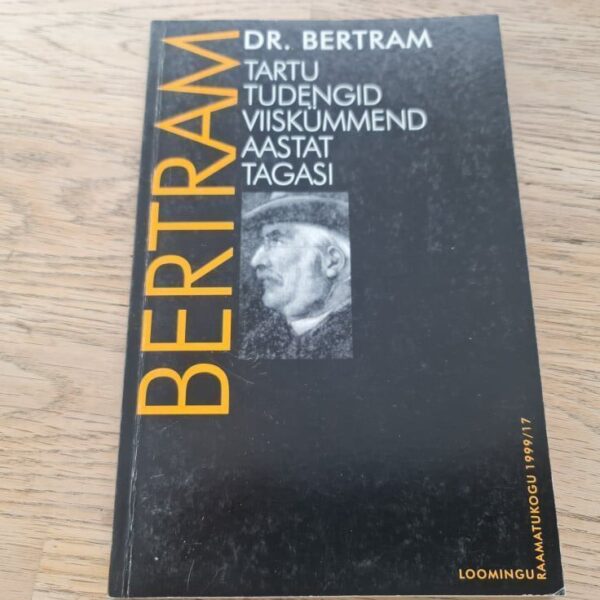 BERTRAM
DR. BERTRAM
TARTU
TUDENGID
VIISKÜMMEND
AASTAT
TAGASI
LOOMINGU
RAAMATUKOGU 1999/17